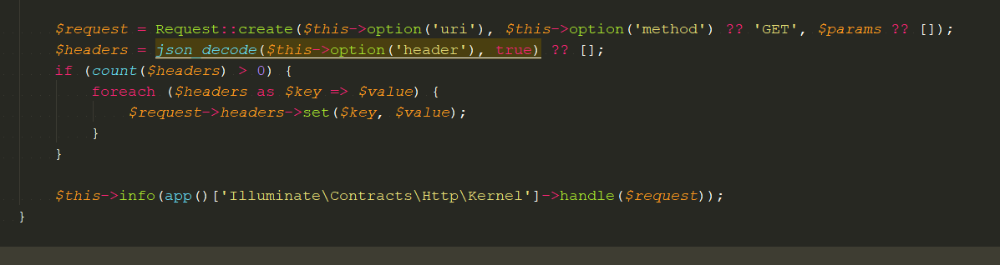 $request = Request::create($this->option('uri'), $this->option('method') ?? 'GET', $params ?? []);
$headers = json_decode($this->option('header'), true) ?? [];
if (count($headers) > 0) {
foreach ($headers as $key => $value) {
$request->headers->set($key, $value);
}
}
$this->info(app()['Illuminate\Contracts\Http\Kernel']->handle($request));
}